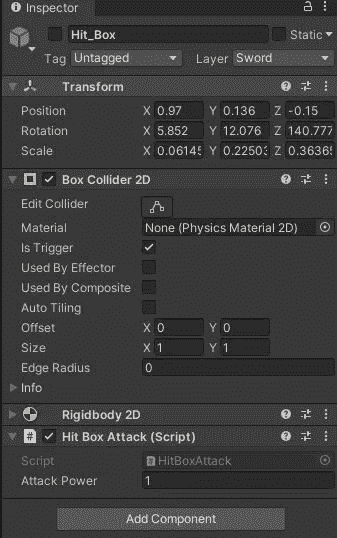 Inspector
Hit_Box Static
Tag Untagged Layer Sword
Transform
Position X 0.97 Y 0.136 Z -0.15
Rotation X 5.852 Y 12.076 Z 140.777
Scale X 0.06145 Y 0.22503 Z 0.36365
Box Collider 2D
Edit Collider
Material None (Physics Material 2D)
Is Trigger
Used By Effector
Used By Composite
Auto Tiling
Offset X 0 Y 0
Size X 1 Y 1
Edge Radius 0
Info
Rigidbody 2D
Hit Box Attack (Script)
Script HitBoxAttack
Attack Power 1
Add Component